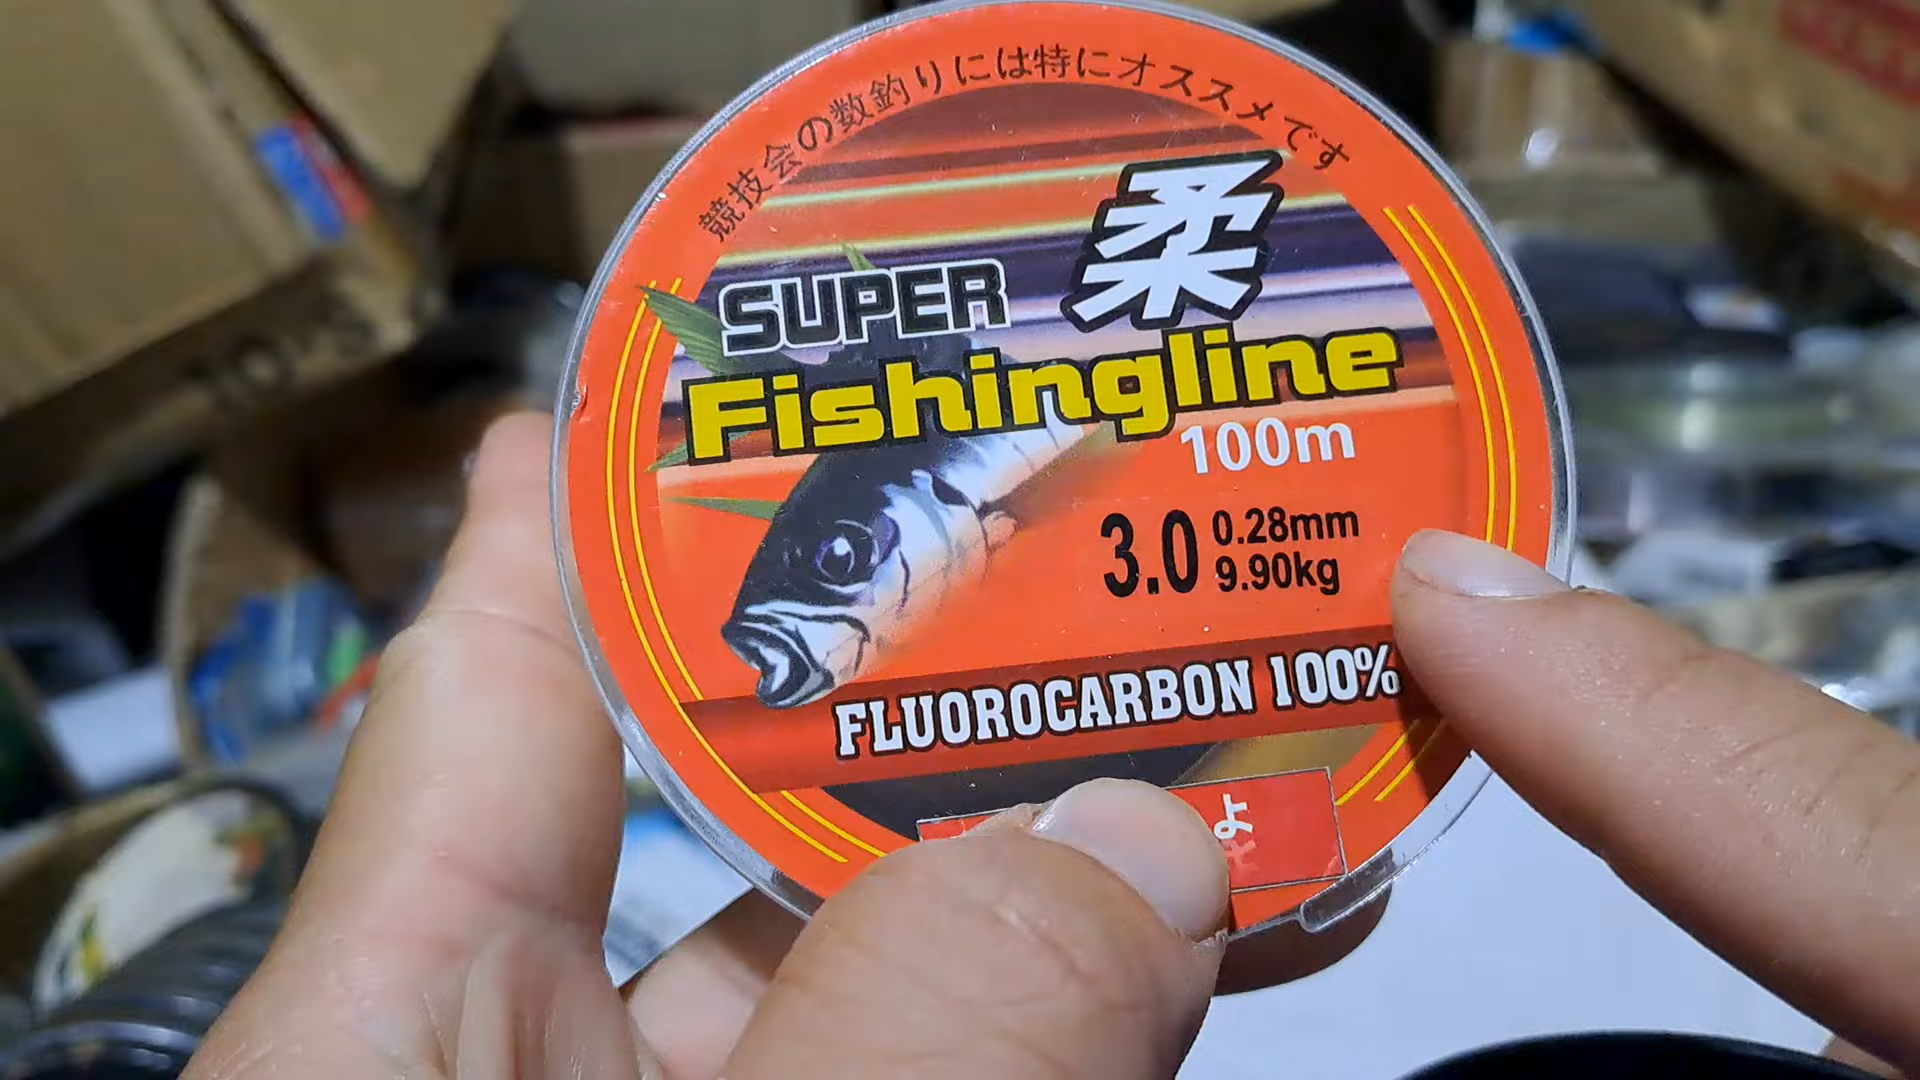 競技会の数釣りには特にオススメです
SUPER 柔
Fishingline
100m
3.0 0.28mm
9.90kg
FLUOROCARBON 100%
よ